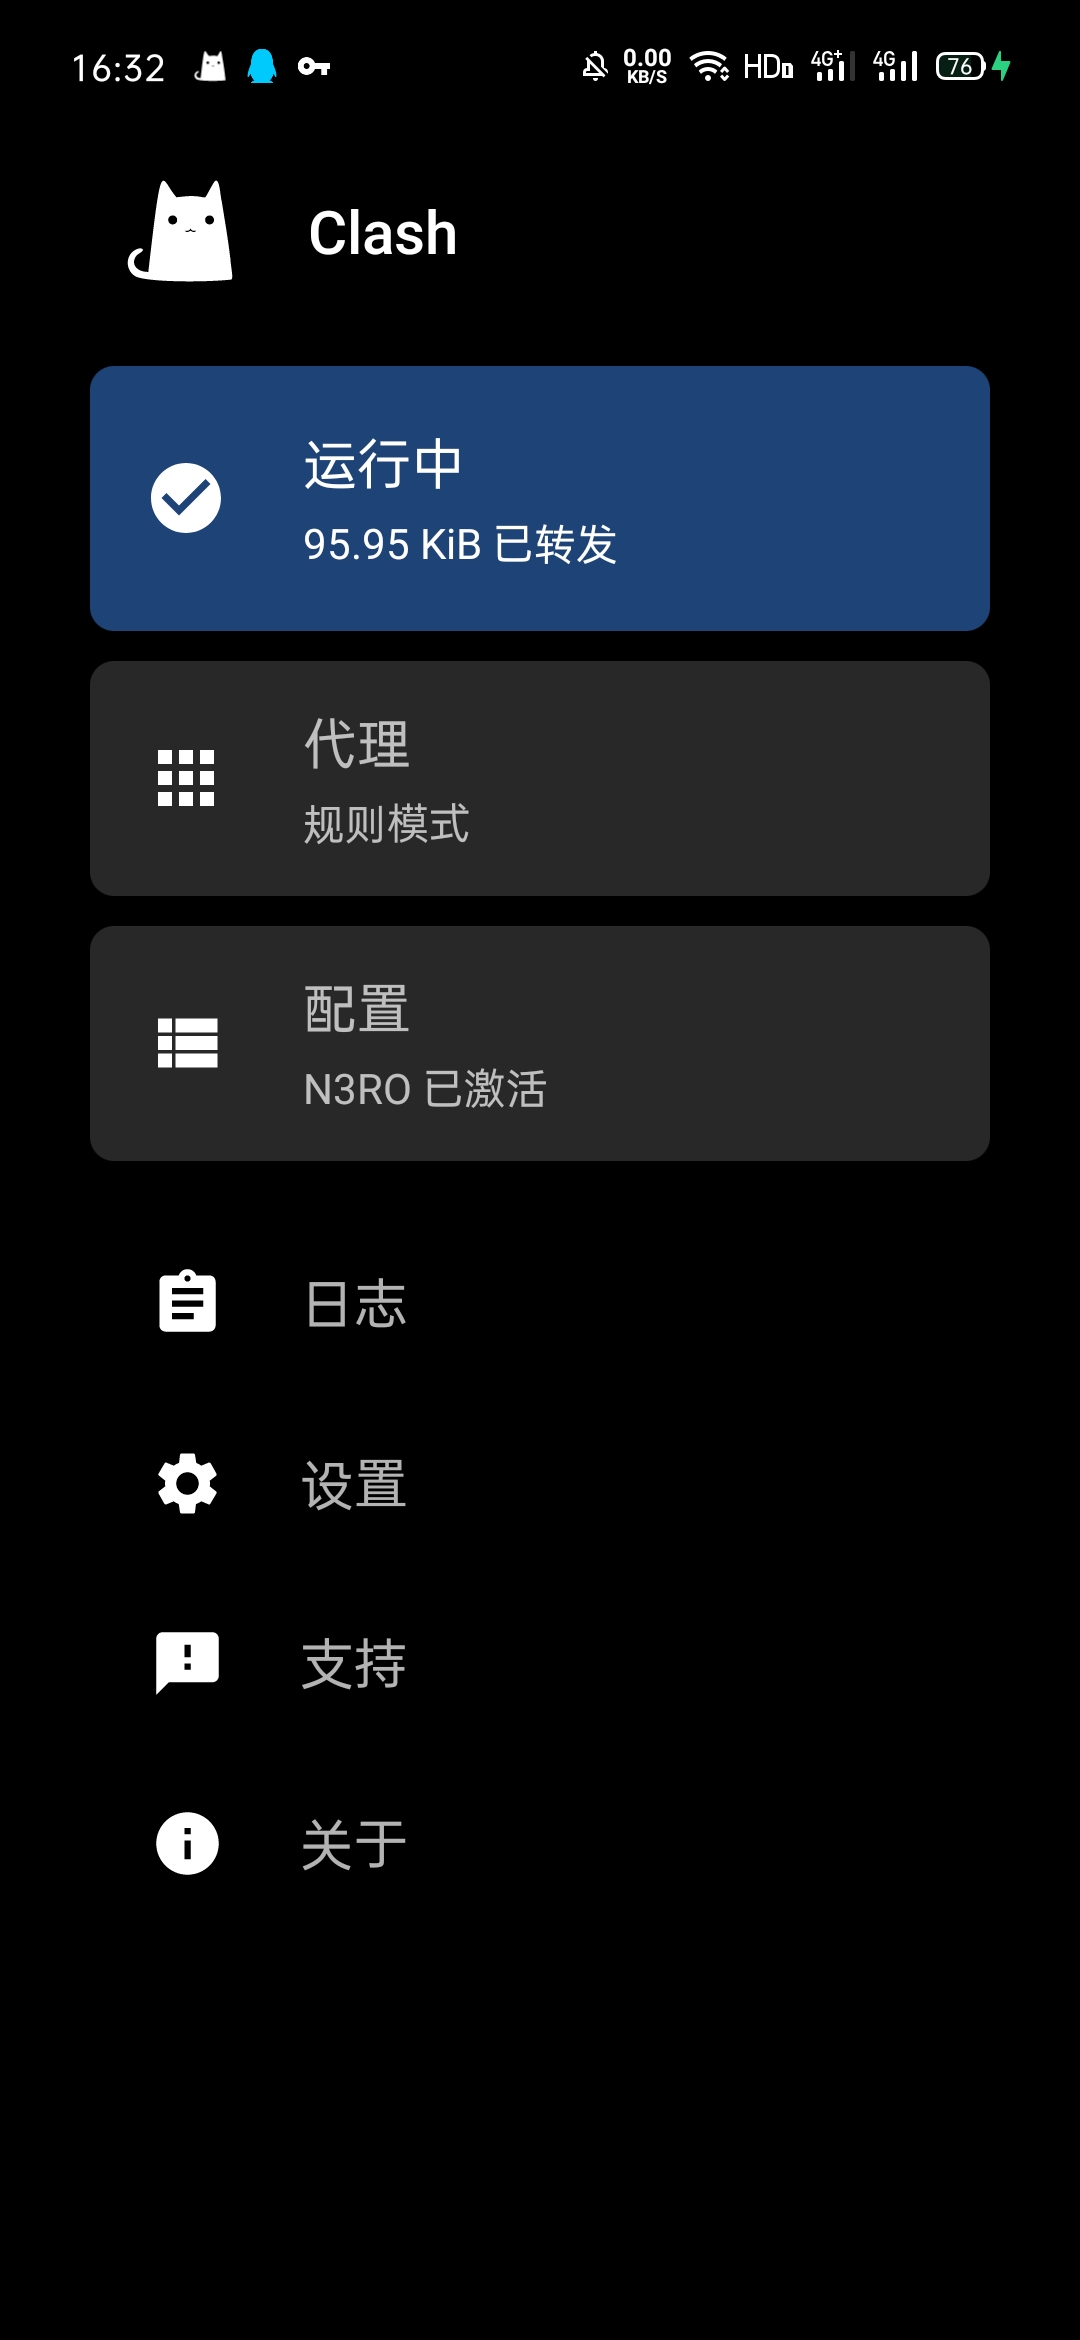 16:32
0.00
KB/S
HD
4G+
4G
76
Clash
运行中
95.95 KiB 已转发
代理
规则模式
配置
N3RO 已激活
日志
设置
支持
关于